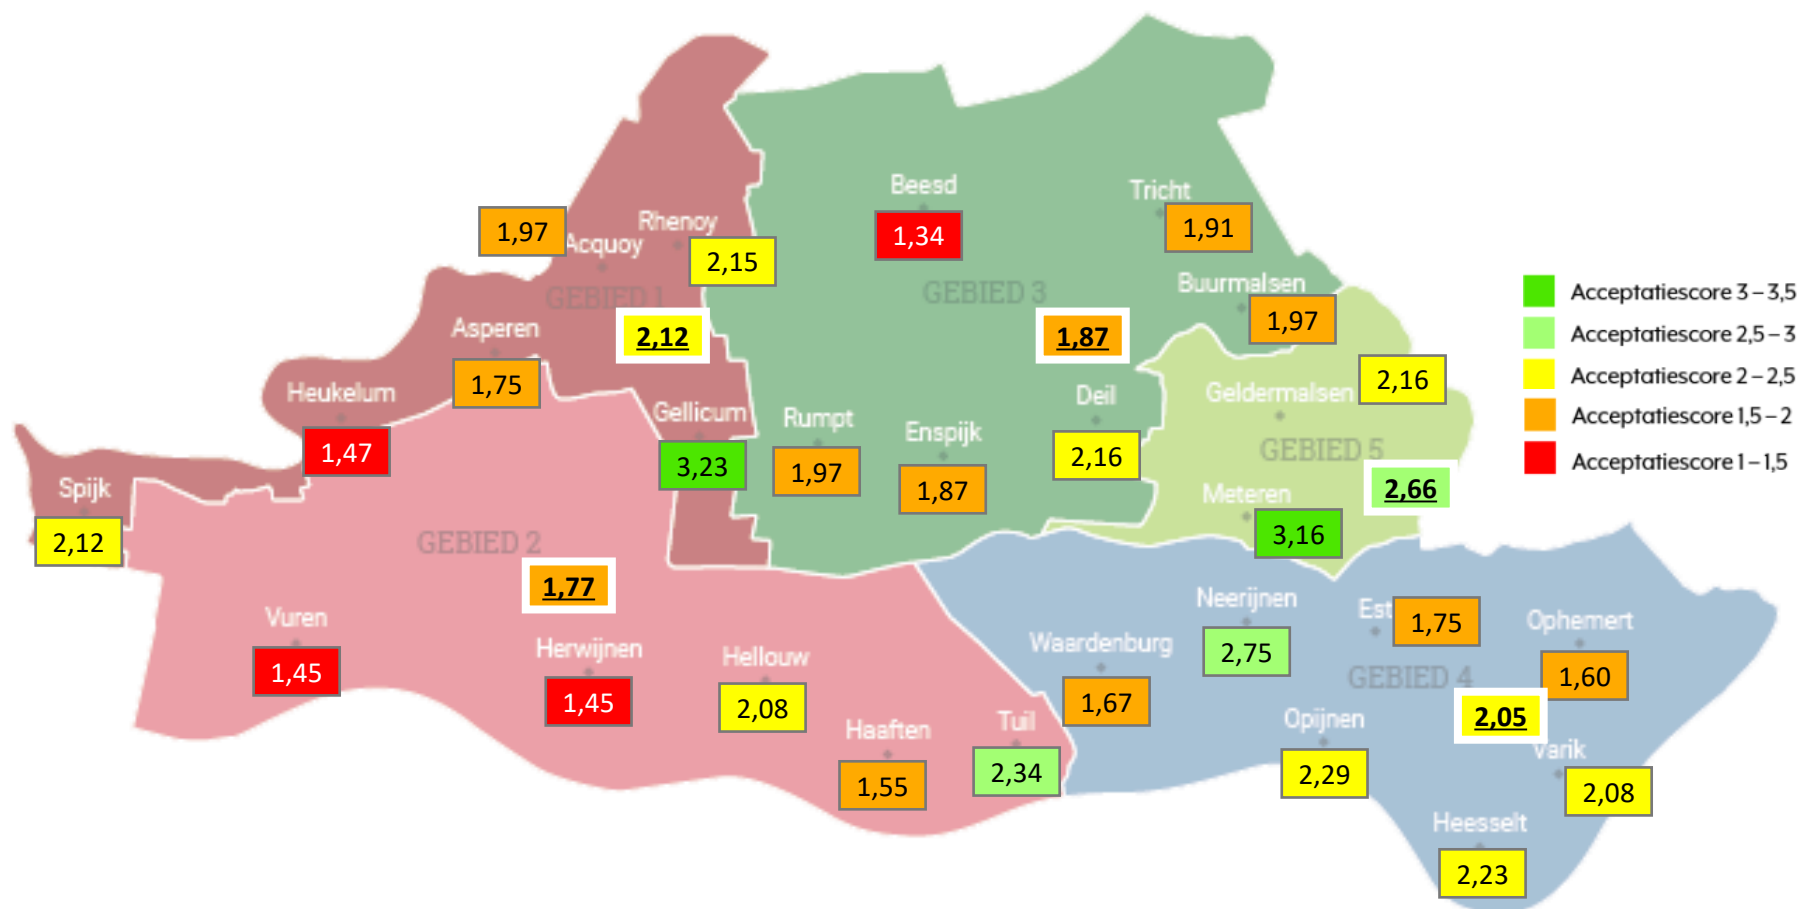 Beesd
1,34
Tricht
1,91
Rhenoy
2,15
1,97
Acquoy
GEBIED 1
2,12
GEBIED 3
1,87
Buurmalsen
1,97
Asperen
1,75
Heukelum
1,47
Gellicum
3,23
Rumpt
1,97
Enspijk
1,87
Deil
2,16
Geldermalsen
2,16
GEBIED 5
2,66
Meteren
3,16
Spijk
2,12
GEBIED 2
1,77
Vuren
1,45
Herwijnen
1,45
Hellouw
2,08
Haaften
1,55
Tuil
2,34
Waardenburg
1,67
Neerijnen
2,75
Est
1,75
Ophemert
1,60
GEBIED 4
2,05
Opijnen
2,29
Varik
2,08
Heesselt
2,23
Acceptatiescore 3 – 3,5
Acceptatiescore 2,5 – 3
Acceptatiescore 2 – 2,5
Acceptatiescore 1,5 – 2
Acceptatiescore 1 – 1,5